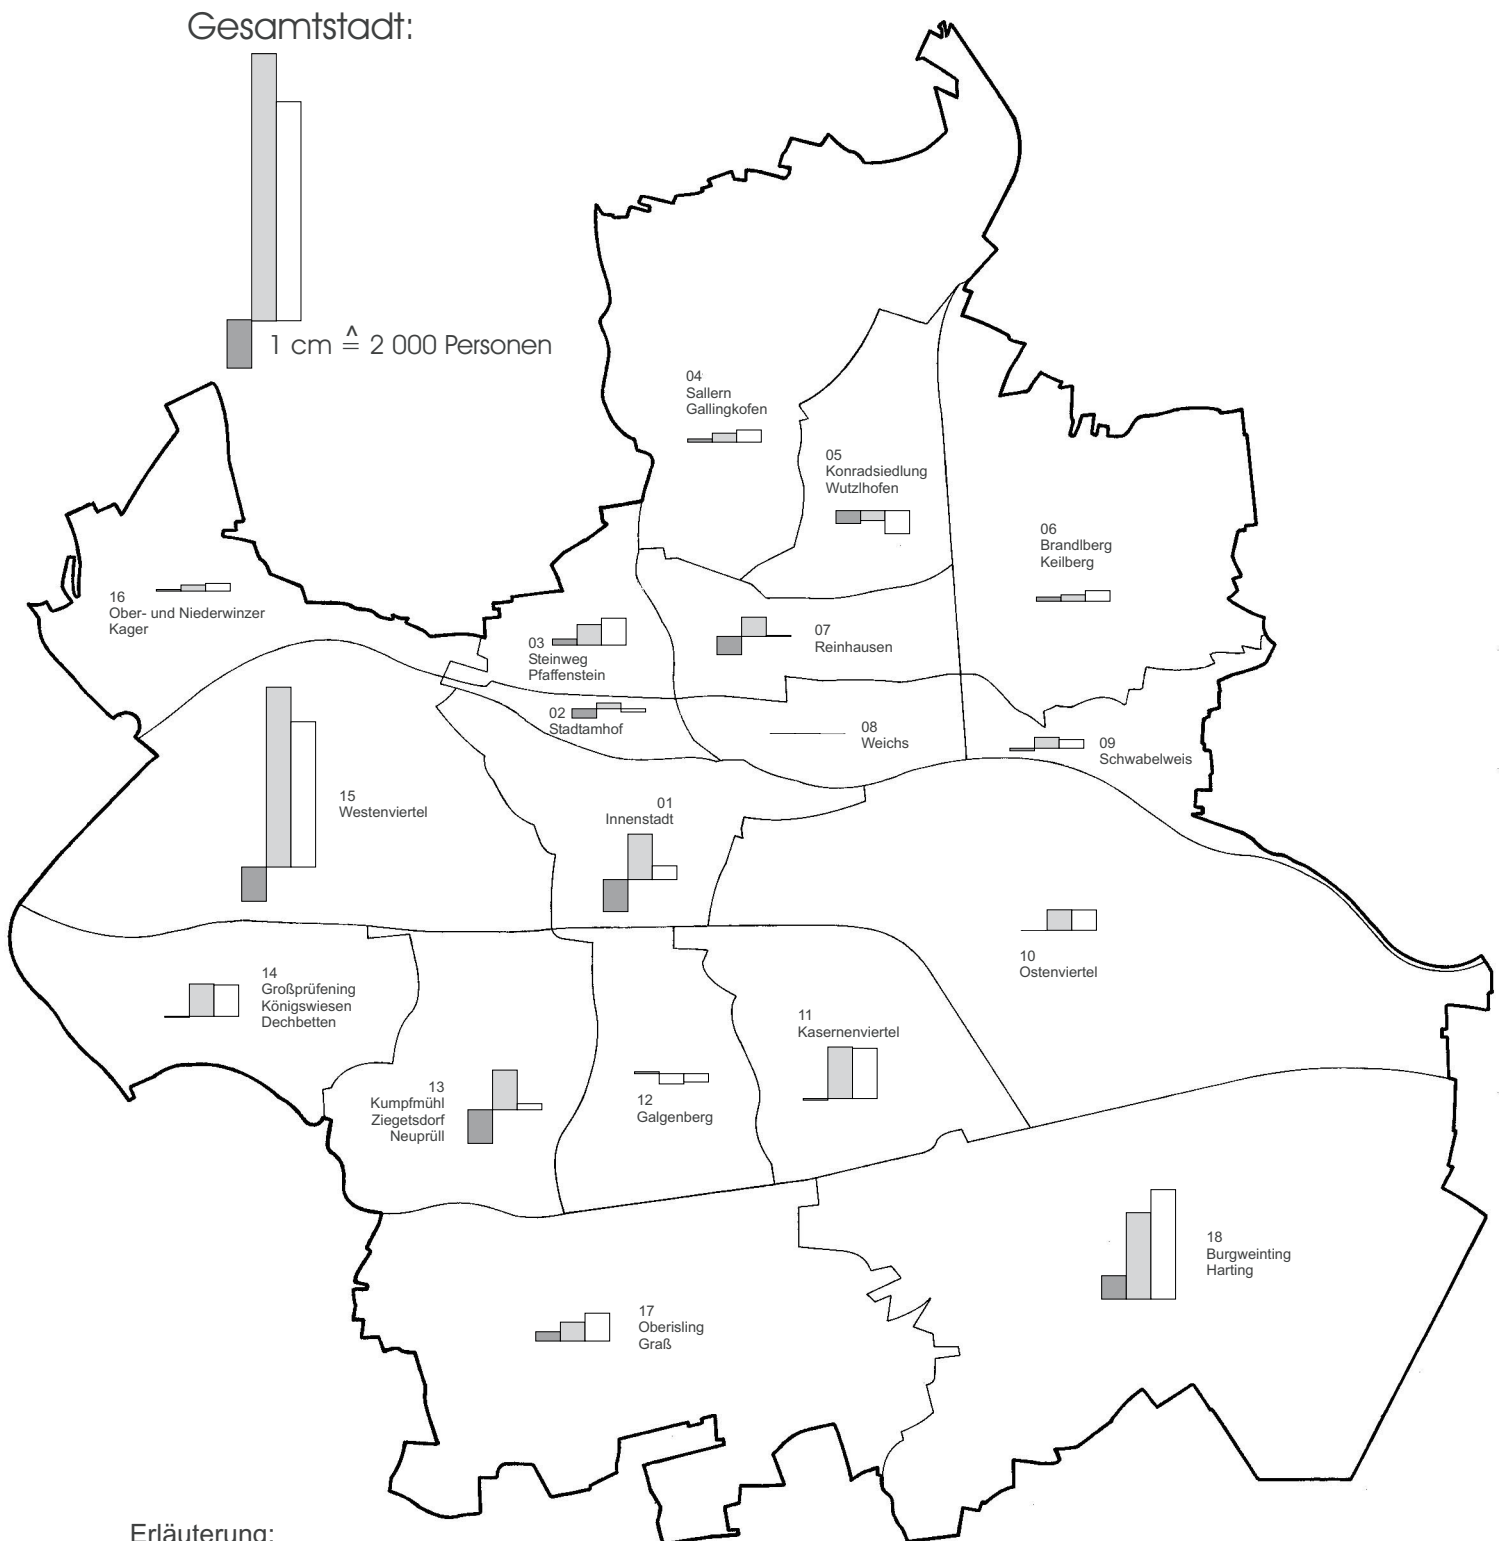 Gesamtstadt:
1 cm ≙ 2 000 Personen
04
Sallern
Gallingkofen
05
Konradsiedlung
Wutzlhofen
06
Brandlberg
Keilberg
16
Ober- und Niederwinzer
Kager
03
Steinweg
Pfaffenstein
07
Reinhausen
02
Stadtamhof
08
Weichs
09
Schwabelweis
15
Westenviertel
01
Innenstadt
10
Ostenviertel
14
Großprüfening
Königswiesen
Dechbetten
11
Kasernenviertel
13
Kumpfmühl
Ziegetsdorf
Neuprüll
12
Galgenberg
18
Burgweinting
Harting
17
Oberisling
Graß
Erläuterung: